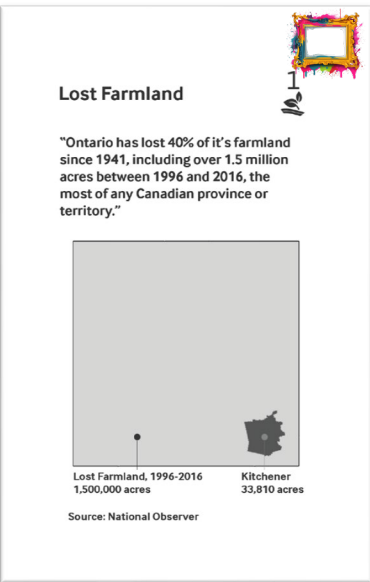 1
Lost Farmland
"Ontario has lost 40% of it's farmland
since 1941, including over 1.5 million
acres between 1996 and 2016, the
most of any Canadian province or
territory."
Lost Farmland, 1996-2016
1,500,000 acres
Kitchener
33,810 acres
Source: National Observer